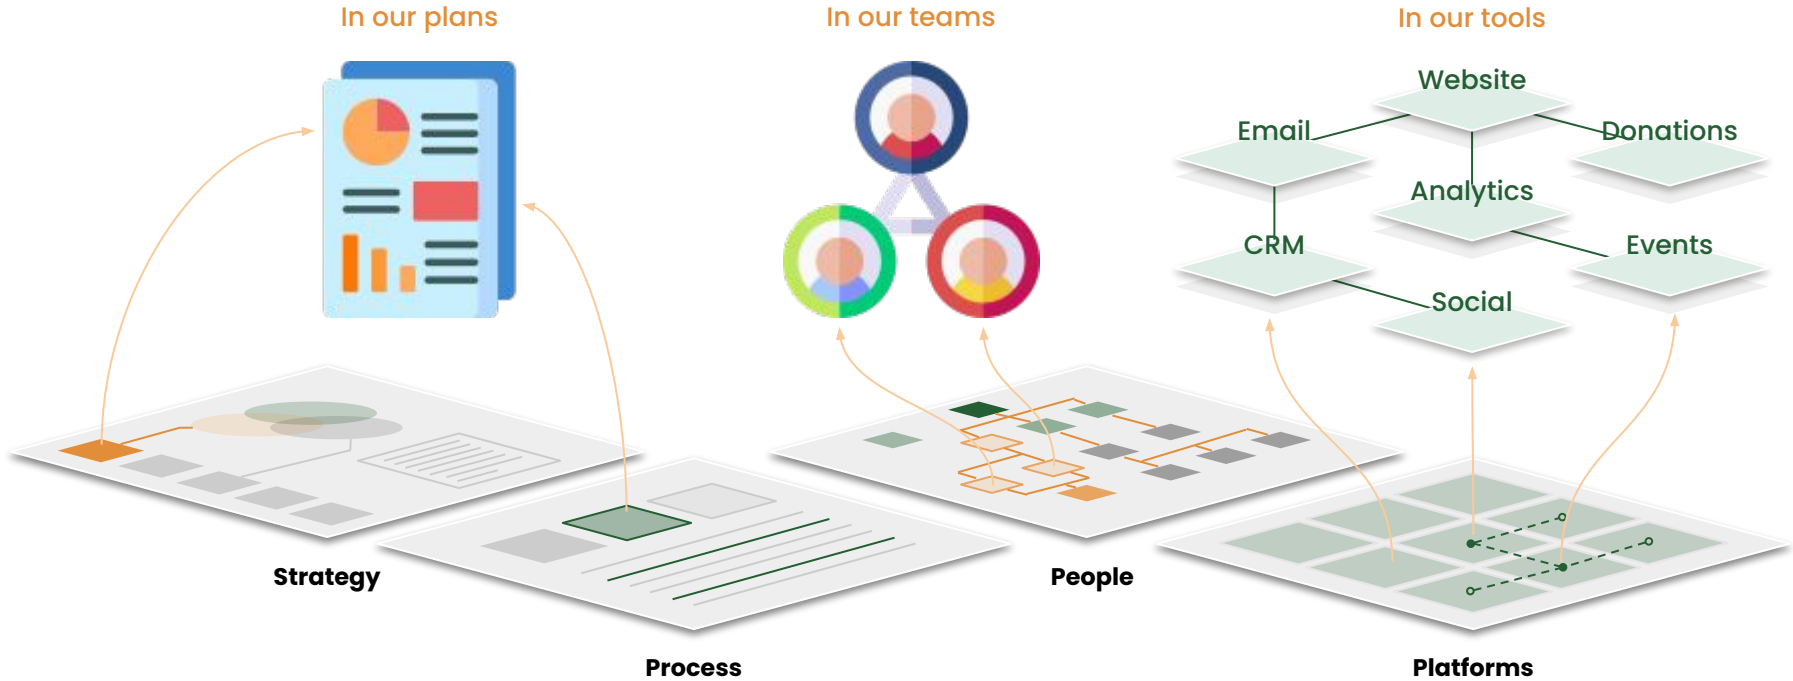 In our plans
In our teams
In our tools
Website
Email
Donations
Analytics
CRM
Events
Social
Strategy
People
Process
Platforms